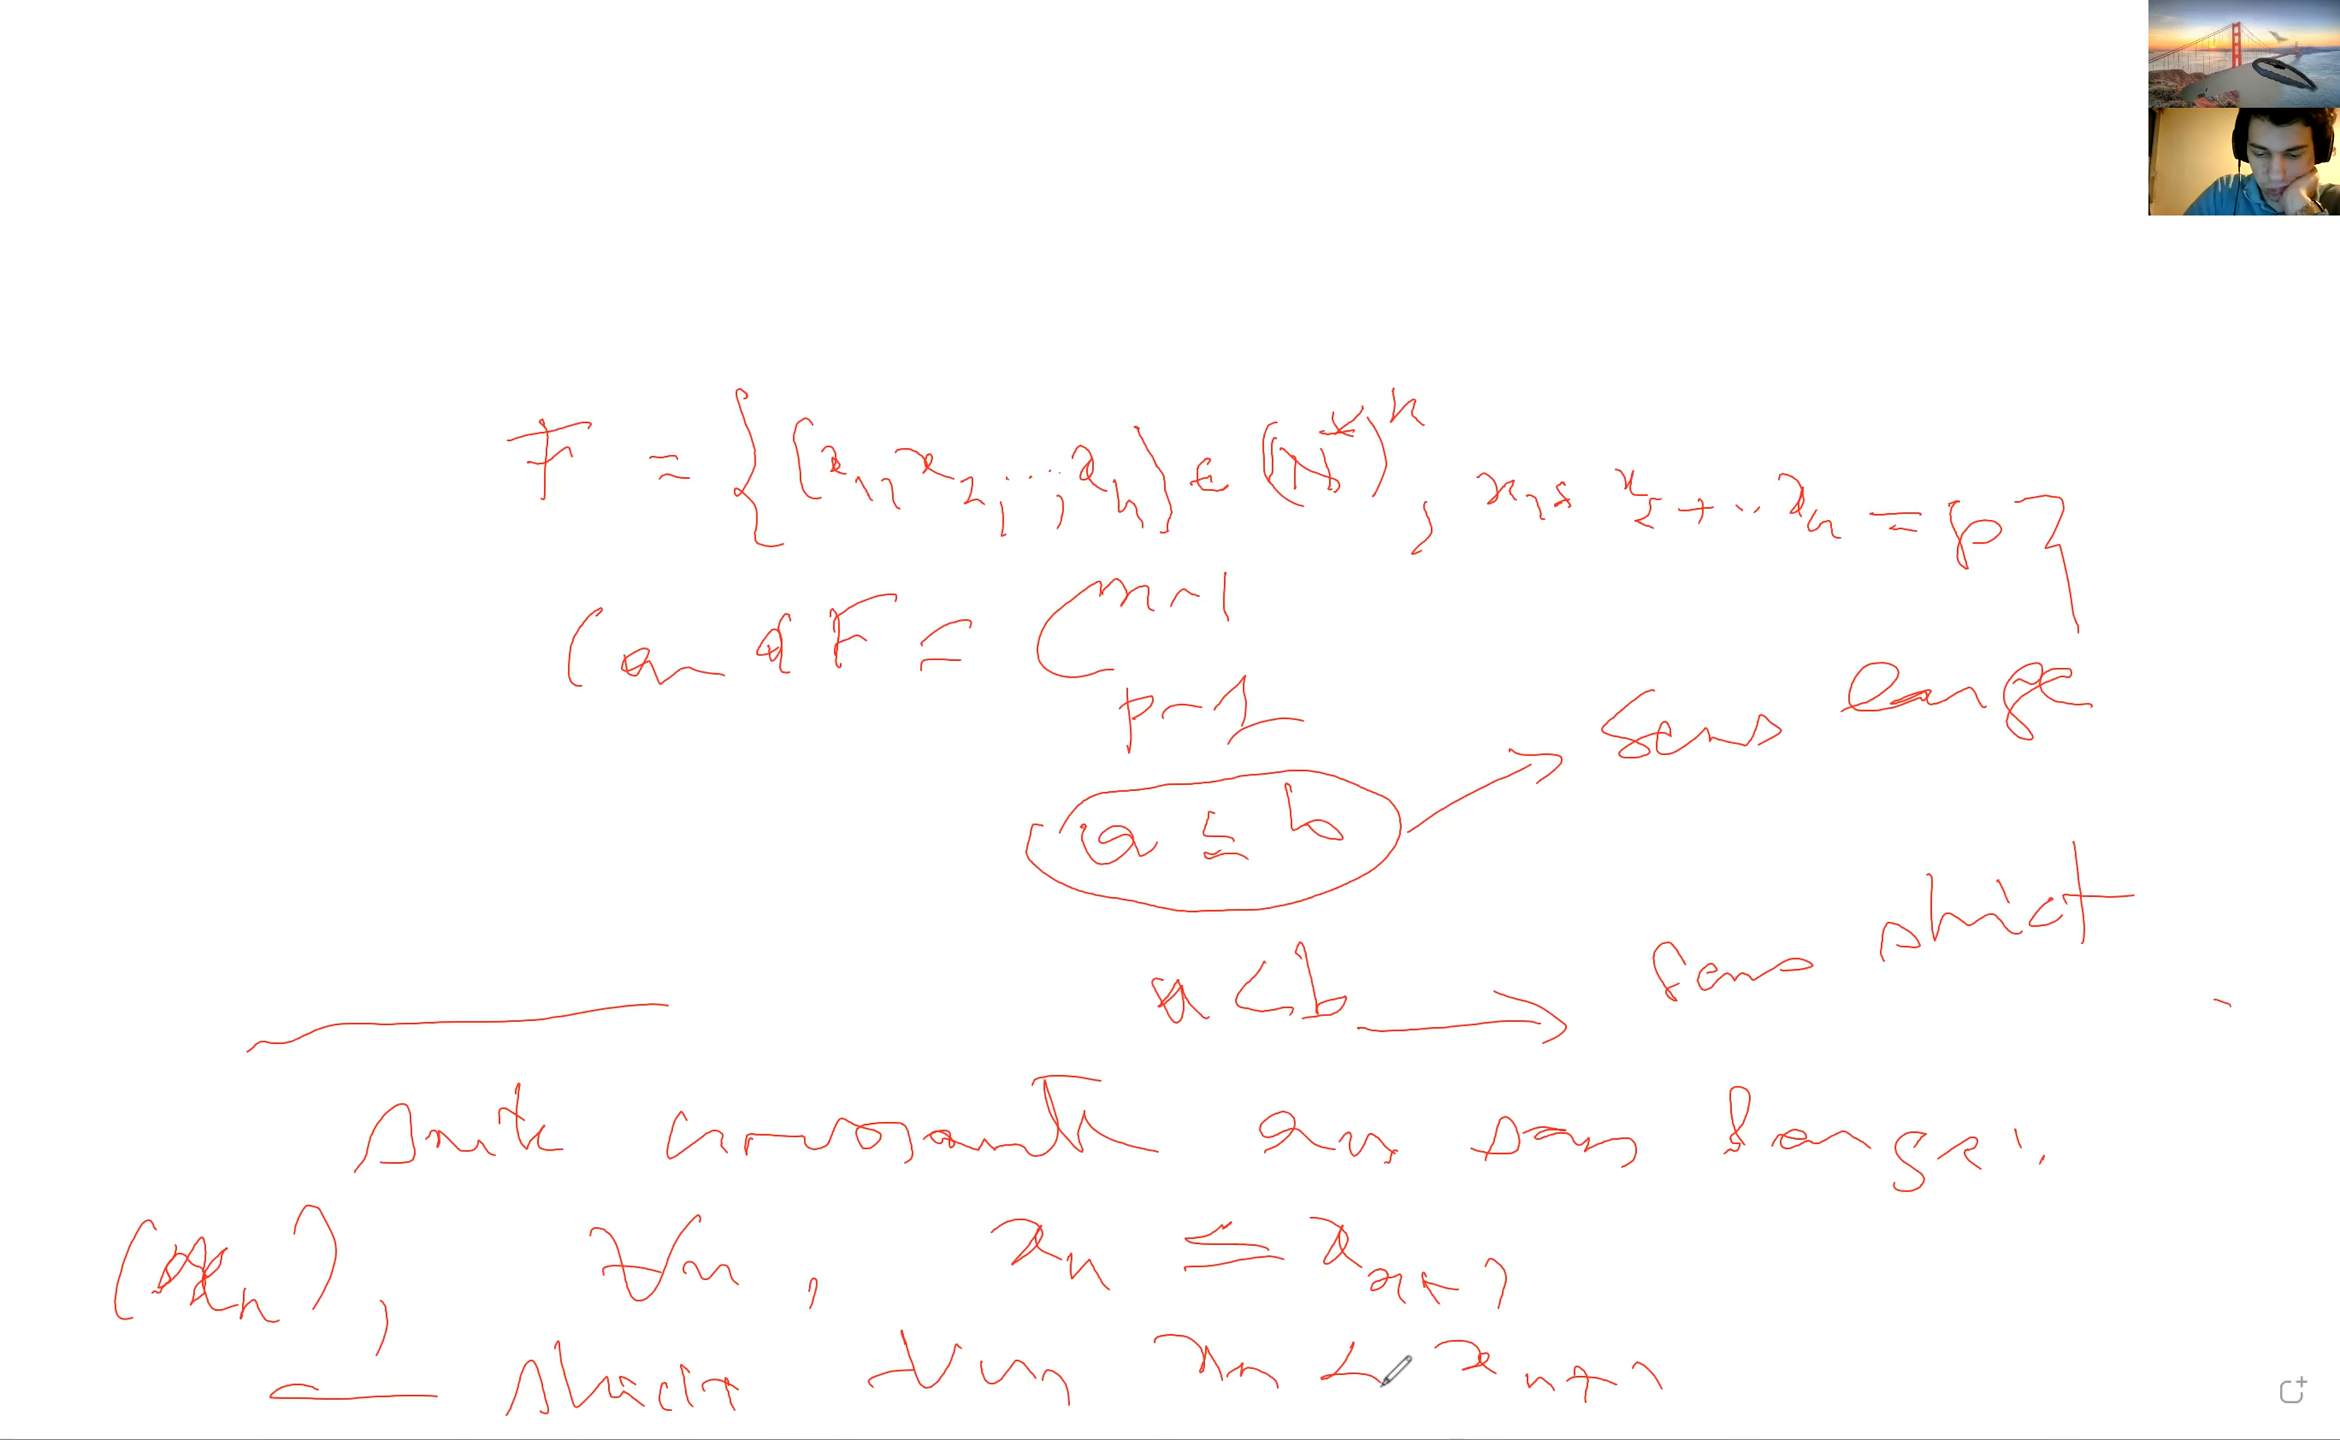 F = {(x₁, x₂, ..., xₙ) ∈ (ℕ*)ⁿ, x₁ + x₂ + .. xₙ = p}
Card F = C_{p-1}^{n-1}
a ≤ b → Sens large
a < b → Sens strict
Suite croissante au sens large :
(xₙ), ∀n, xₙ ≤ xₙ₊₁
— strict ∀n xₙ < xₙ₊₁